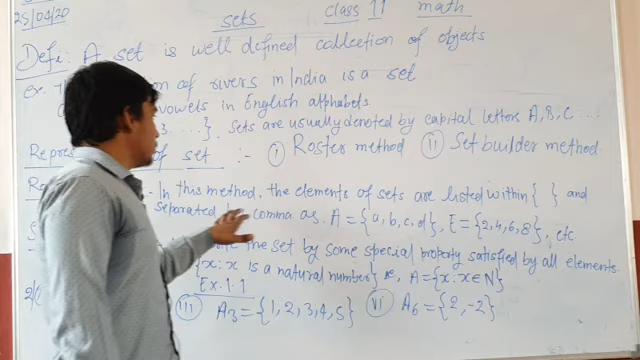 25/04/20 sets class 11 math
Defi: A set is well defined collection of objects
Ex. of rivers in India is a set
vowels in English alphabets
3.....}. Sets are usually denoted by capital letters A, B, C ....
of set :- (i) Roster method (ii) Set builder method.
- In this method, the elements of sets are listed within { } and
separated by comma as. A = {a, b, c, d}, E = {2, 4, 6, 8}, etc
the set by some special property satisfied by all elements.
{x: x is a natural number} ie, A = {x: x∈N}
Ex. 1.1
(iii) A3 = {1, 2, 3, 4, 5} (vi) A6 = {2, -2}